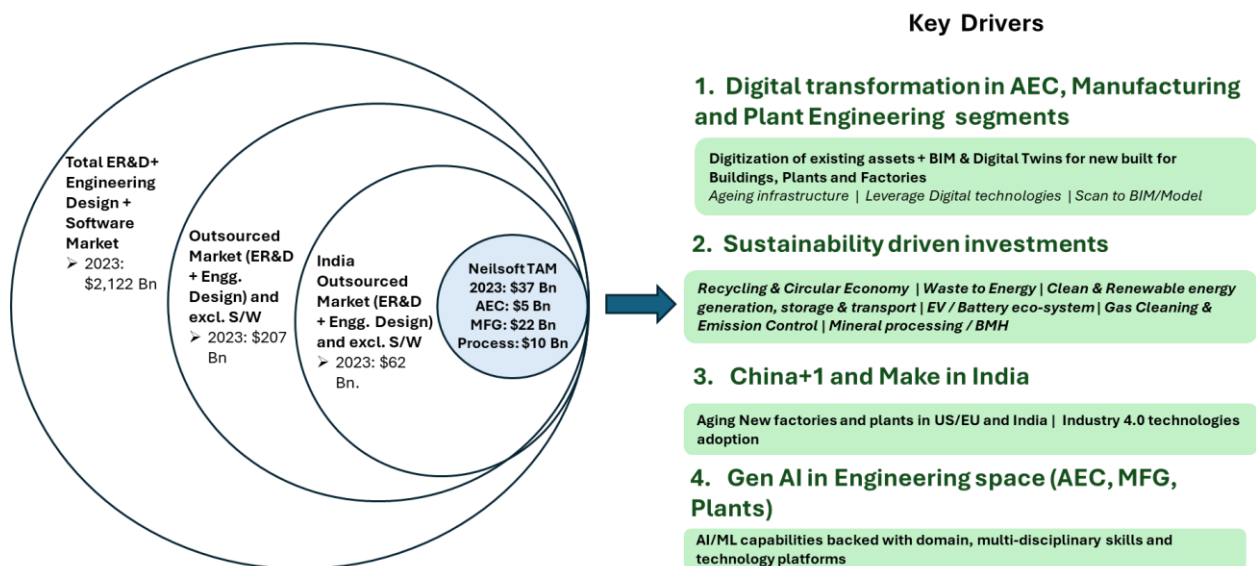 Key Drivers
Total ER&D+
Engineering
Design +
Software
Market
➤ 2023:
$2,122 Bn
Outsourced
Market (ER&D
+ Engg.
Design) and
excl. S/W
➤ 2023: $207
Bn
India
Outsourced
Market (ER&D
+ Engg. Design)
and excl. S/W
➤ 2023: $62
Bn.
Neilsoft TAM
2023: $37 Bn
AEC: $5 Bn
MFG: $22 Bn
Process: $10 Bn
1. Digital transformation in AEC, Manufacturing
and Plant Engineering segments
Digitization of existing assets + BIM & Digital Twins for new built for
Buildings, Plants and Factories
Ageing infrastructure | Leverage Digital technologies | Scan to BIM/Model
2. Sustainability driven investments
Recycling & Circular Economy | Waste to Energy | Clean & Renewable energy
generation, storage & transport | EV / Battery eco-system | Gas Cleaning &
Emission Control | Mineral processing / BMH
3. China+1 and Make in India
Aging New factories and plants in US/EU and India | Industry 4.0 technologies
adoption
4. Gen AI in Engineering space (AEC, MFG,
Plants)
AI/ML capabilities backed with domain, multi-disciplinary skills and
technology platforms